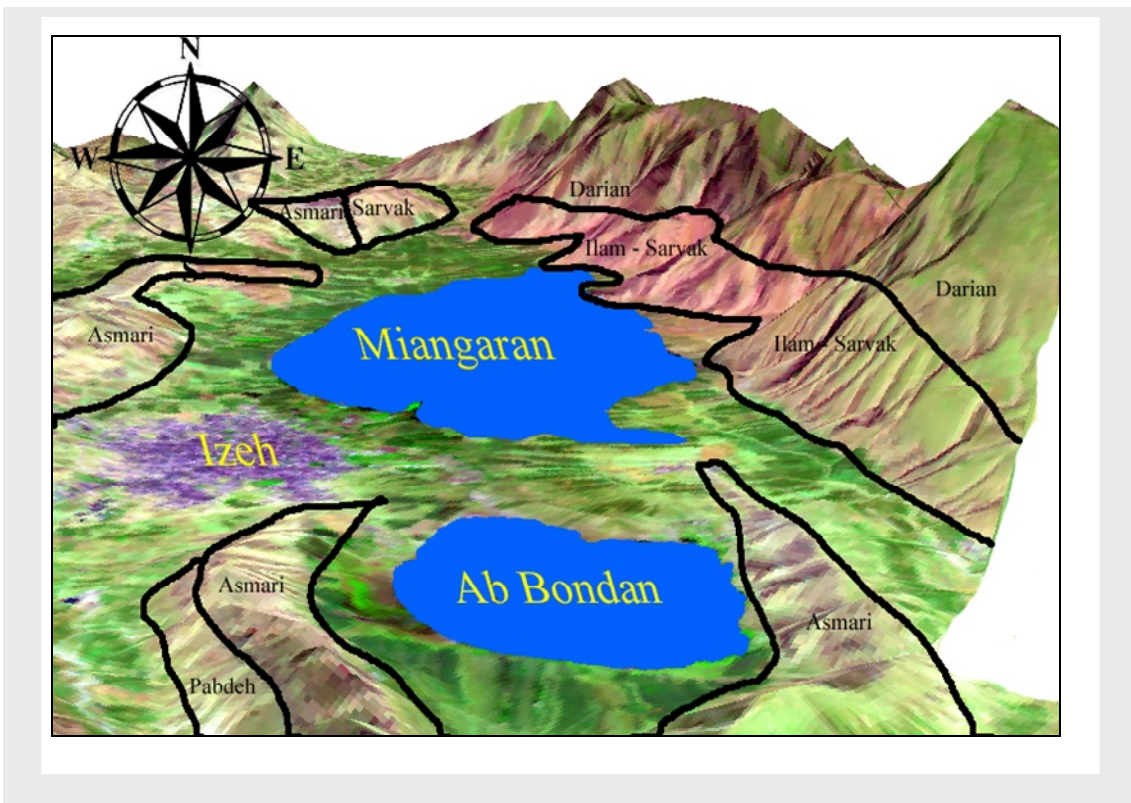 N
W
E
S
Asmari
Sarvak
Darian
Ilam - Sarvak
Darian
Asmari
Miangaran
Ilam - Sarvak
Izeh
Asmari
Ab Bondan
Asmari
Pabdeh